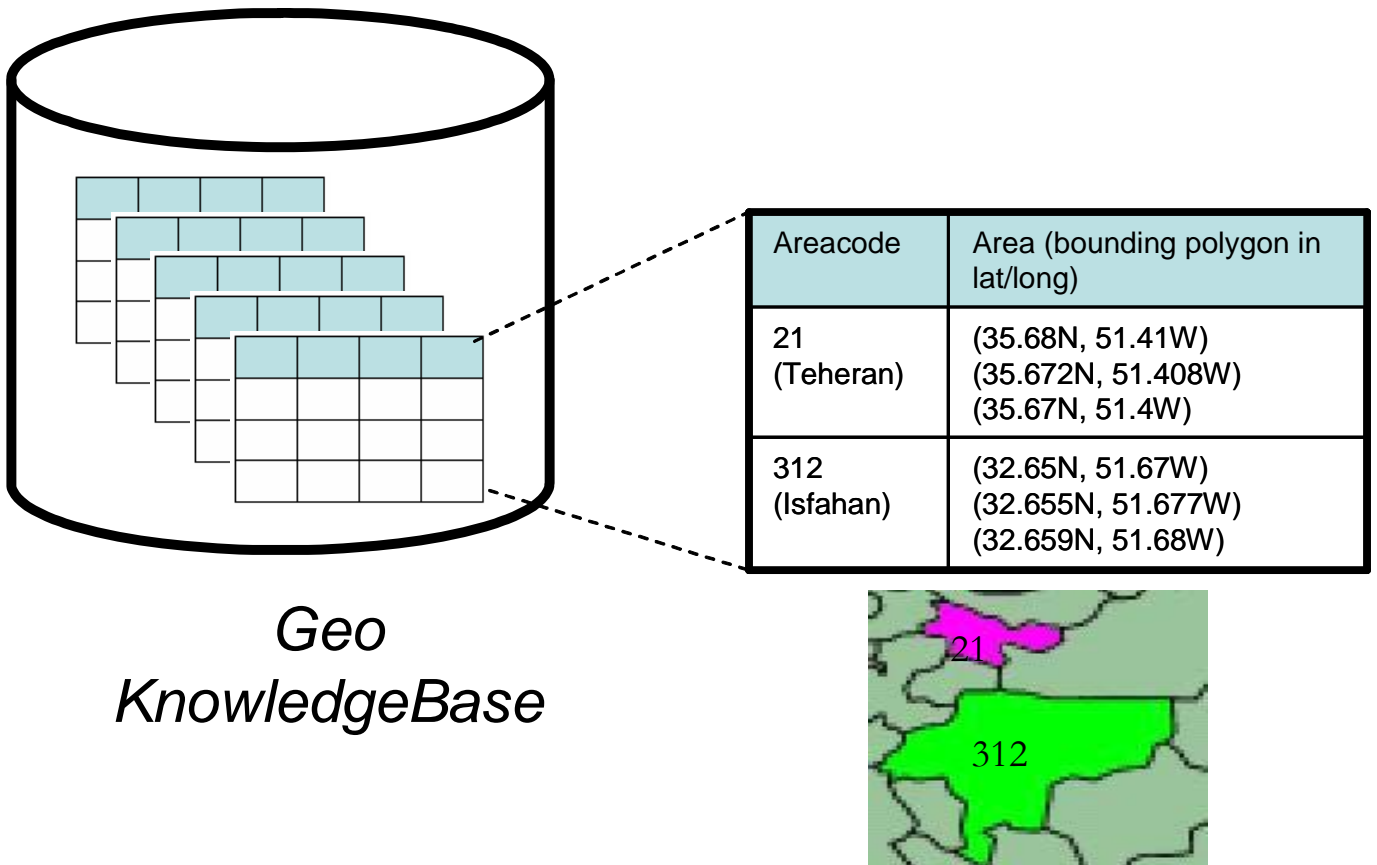 Areacode
Area (bounding polygon in
lat/long)
21
(Teheran)
(35.68N, 51.41W)
(35.672N, 51.408W)
(35.67N, 51.4W)
312
(Isfahan)
(32.65N, 51.67W)
(32.655N, 51.677W)
(32.659N, 51.68W)
Geo
KnowledgeBase
21
312